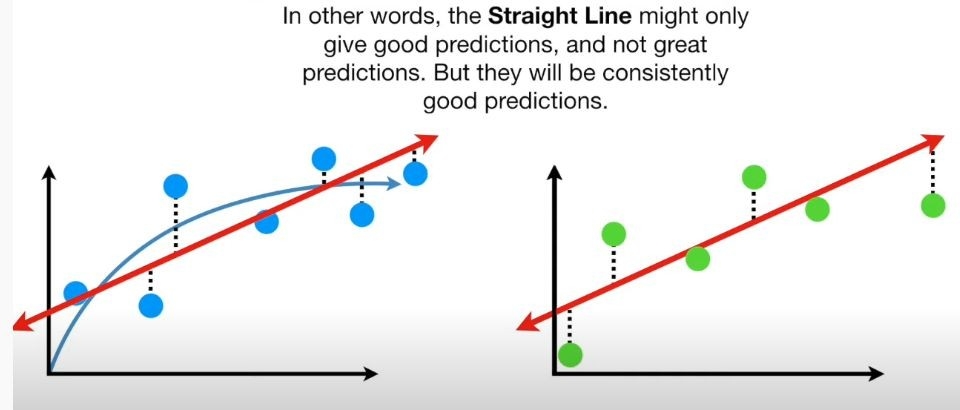 In other words, the Straight Line might only
give good predictions, and not great
predictions. But they will be consistently
good predictions.